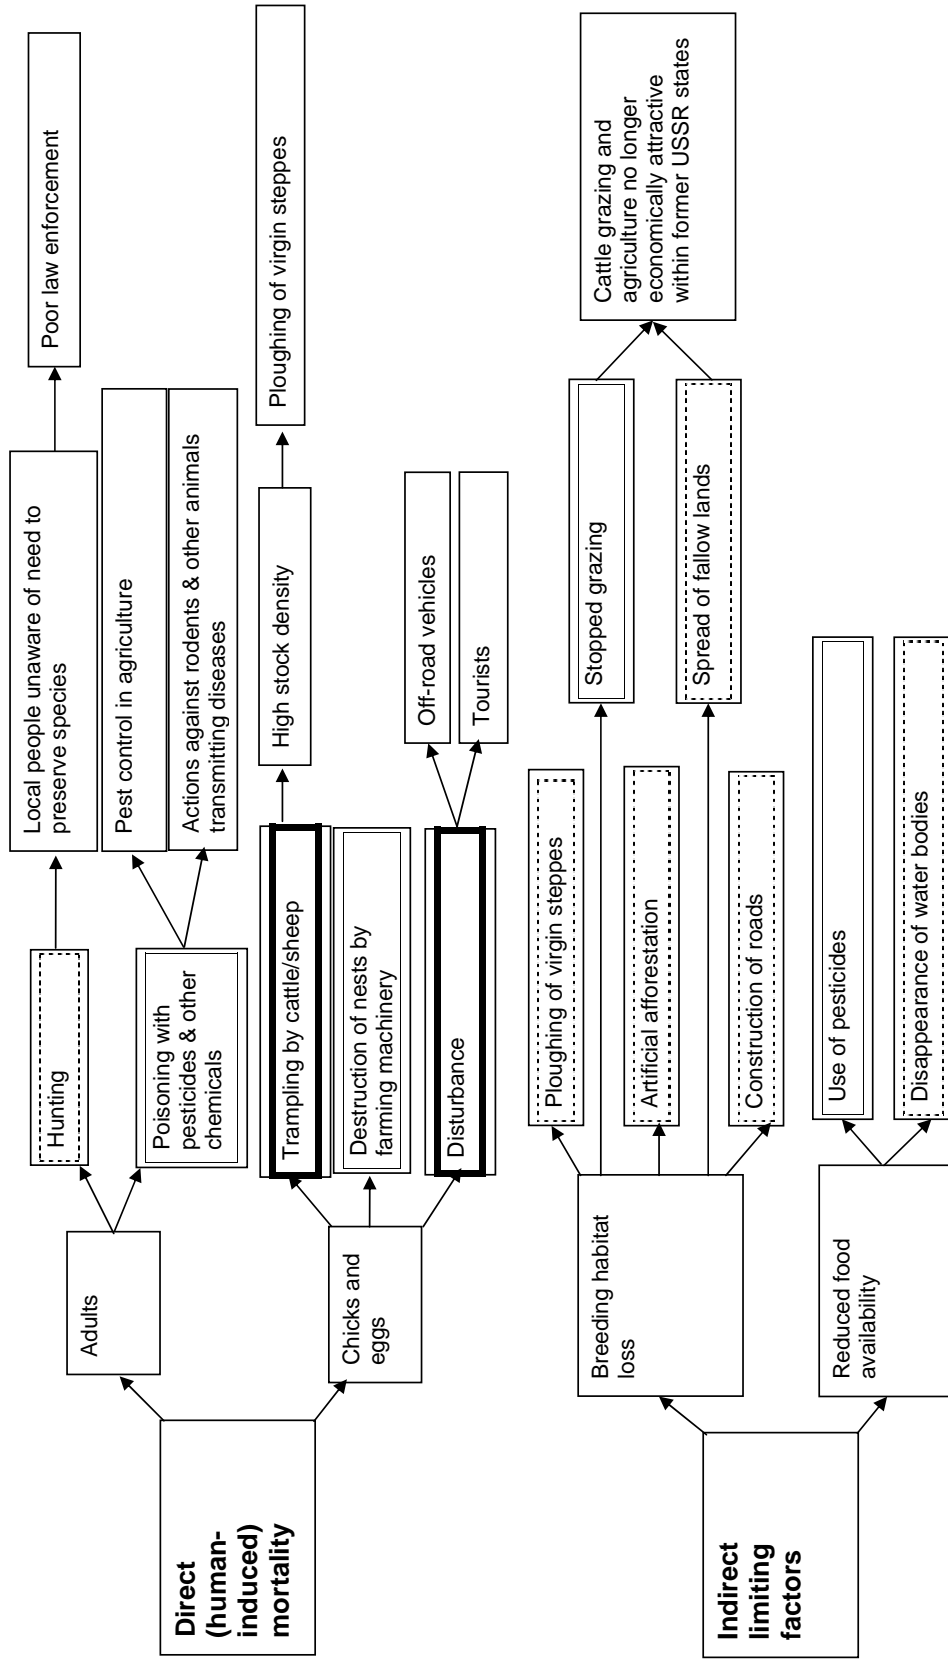 Direct
(human-
induced)
mortality
Adults
Hunting
Local people unaware of need to
preserve species
Poor law enforcement
Poisoning with
pesticides & other
chemicals
Pest control in agriculture
Actions against rodents & other animals
transmitting diseases
Chicks and
eggs
Trampling by cattle/sheep
High stock density
Ploughing of virgin steppes
Destruction of nests by
farming machinery
Disturbance
Off-road vehicles
Tourists
Indirect
limiting
factors
Breeding habitat
loss
Ploughing of virgin steppes
Stopped grazing
Artificial afforestation
Spread of fallow lands
Construction of roads
Cattle grazing and
agriculture no longer
economically attractive
within former USSR states
Reduced food
availability
Use of pesticides
Disappearance of water bodies